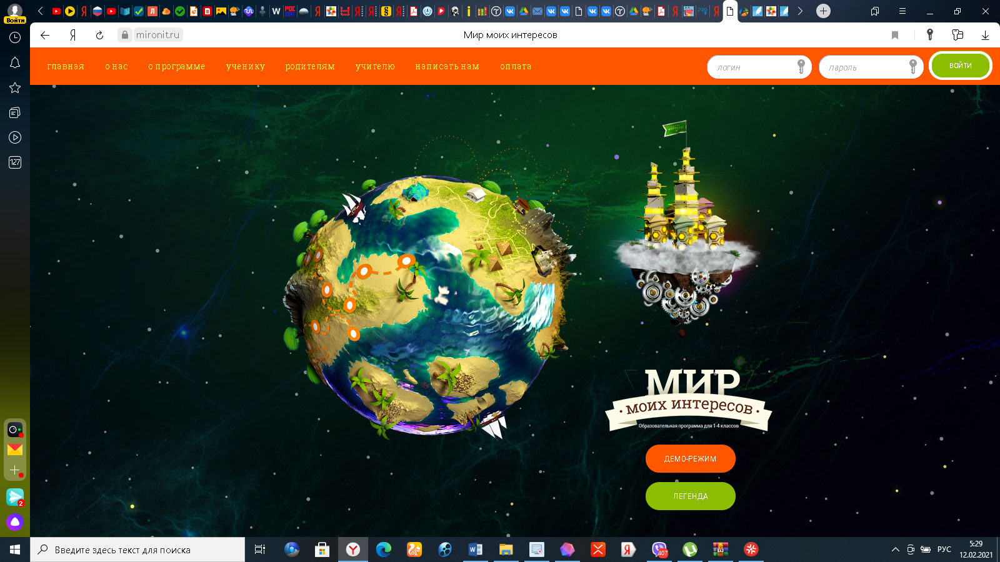 Войти
mironit.ru
Мир моих интересов
главная
о нас
о программе
ученику
родителям
учителю
написать нам
оплата
логин
пароль
ВОЙТИ
127
МИР
• моих интересов •
Образовательная программа для 1-4 классов
ДЕМО-РЕЖИМ
ЛЕГЕНДА
2
Введите здесь текст для поиска
407
РУС
5:29
12.02.2021